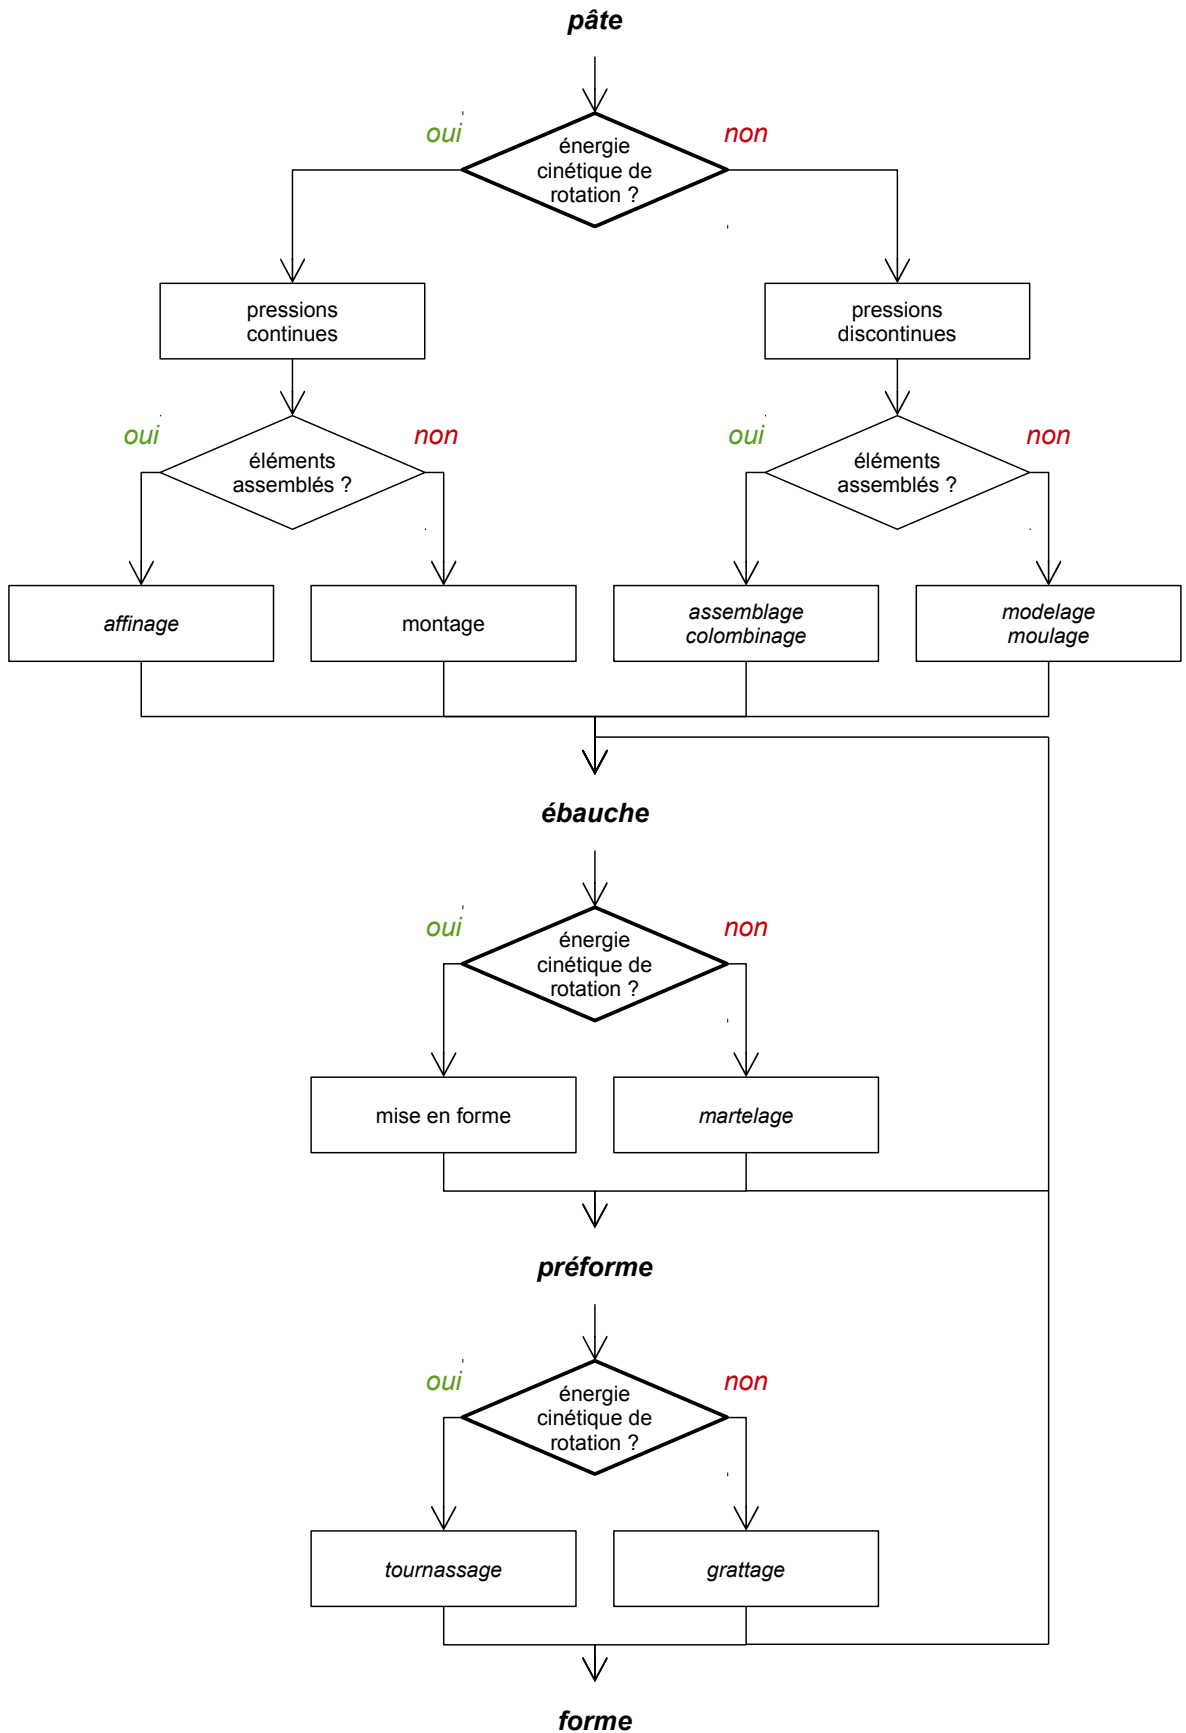 pâte
oui
non
énergie
cinétique de
rotation ?
pressions
continues
pressions
discontinues
oui
non
oui
non
éléments
assemblés ?
éléments
assemblés ?
affinage
montage
assemblage
colombinage
modelage
moulage
ébauche
oui
non
énergie
cinétique de
rotation ?
mise en forme
martelage
préforme
oui
non
énergie
cinétique de
rotation ?
tournassage
grattage
forme